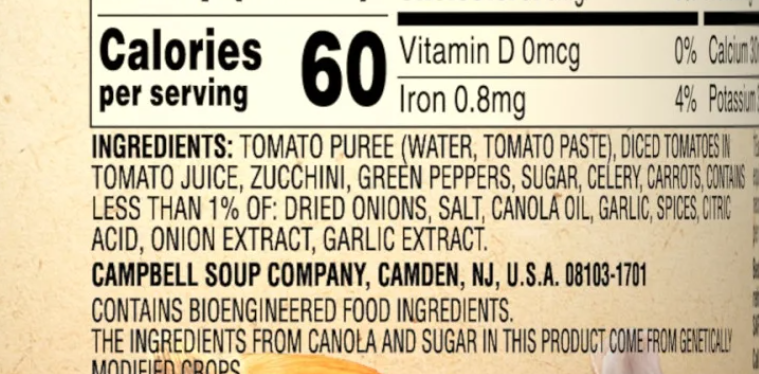 Calories
per serving
60
Vitamin D 0mcg 0% Calcium
Iron 0.8mg 4% Potassium
INGREDIENTS: TOMATO PUREE (WATER, TOMATO PASTE), DICED TOMATOES IN
TOMATO JUICE, ZUCCHINI, GREEN PEPPERS, SUGAR, CELERY, CARROTS, CONTAINS
LESS THAN 1% OF: DRIED ONIONS, SALT, CANOLA OIL, GARLIC, SPICES, CITRIC
ACID, ONION EXTRACT, GARLIC EXTRACT.
CAMPBELL SOUP COMPANY, CAMDEN, NJ, U.S.A. 08103-1701
CONTAINS BIOENGINEERED FOOD INGREDIENTS.
THE INGREDIENTS FROM CANOLA AND SUGAR IN THIS PRODUCT COME FROM GENETICALLY
MODIFIED CROPS